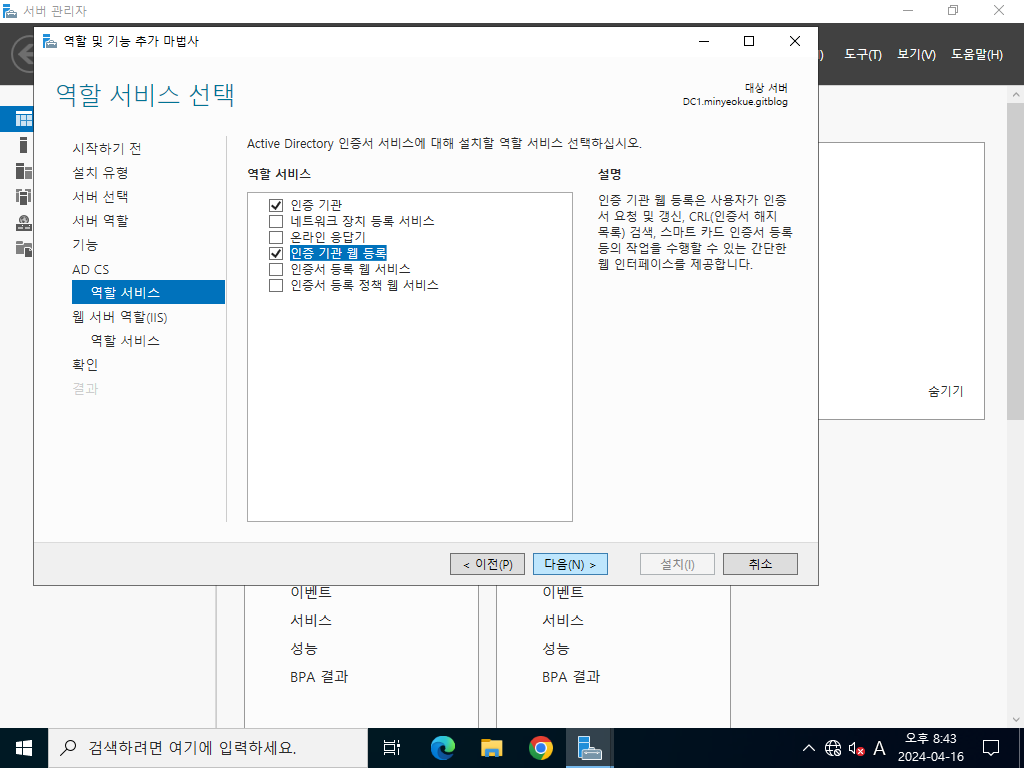 서버 관리자
역할 및 기능 추가 마법사
도구(T) 보기(V) 도움말(H)
역할 서비스 선택
대상 서버
DC1.minyeokue.gitblog
시작하기 전
설치 유형
서버 선택
서버 역할
기능
AD CS
역할 서비스
웹 서버 역할(IIS)
역할 서비스
확인
결과
Active Directory 인증서 서비스에 대해 설치할 역할 서비스 선택하십시오.
역할 서비스
인증 기관
네트워크 장치 등록 서비스
온라인 응답기
인증 기관 웹 등록
인증서 등록 웹 서비스
인증서 등록 정책 웹 서비스
설명
인증 기관 웹 등록은 사용자가 인증
서 요청 및 갱신, CRL(인증서 해지
목록) 검색, 스마트 카드 인증서 등록
등의 작업을 수행할 수 있는 간단한
웹 인터페이스를 제공합니다.
숨기기
< 이전(P) 다음(N) > 설치(I) 취소
이벤트
서비스
성능
BPA 결과
이벤트
서비스
성능
BPA 결과
검색하려면 여기에 입력하세요.
A
오후 8:43
2024-04-16